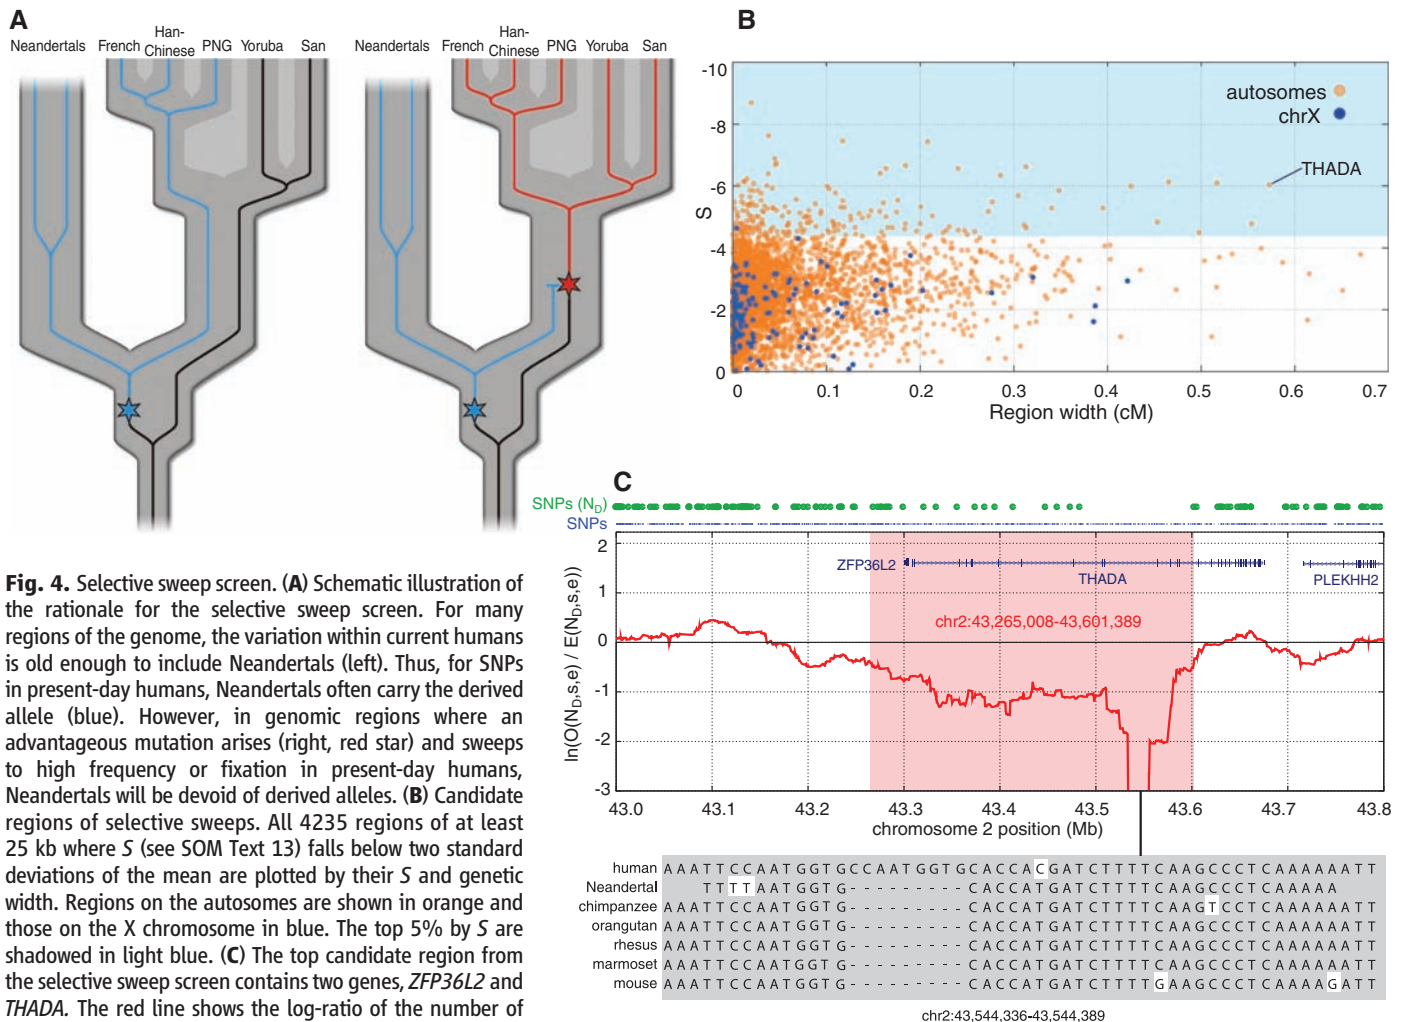 A
Neandertals French Han-Chinese PNG Yoruba San
Neandertals French Han-Chinese PNG Yoruba San
B
-10
-8
-6
-4
-2
0
S
autosomes
chrX
THADA
0 0.1 0.2 0.3 0.4 0.5 0.6 0.7
Region width (cM)
Fig. 4. Selective sweep screen. (A) Schematic illustration of
the rationale for the selective sweep screen. For many
regions of the genome, the variation within current humans
is old enough to include Neandertals (left). Thus, for SNPs
in present-day humans, Neandertals often carry the derived
allele (blue). However, in genomic regions where an
advantageous mutation arises (right, red star) and sweeps
to high frequency or fixation in present-day humans,
Neandertals will be devoid of derived alleles. (B) Candidate
regions of selective sweeps. All 4235 regions of at least
25 kb where S (see SOM Text 13) falls below two standard
deviations of the mean are plotted by their S and genetic
width. Regions on the autosomes are shown in orange and
those on the X chromosome in blue. The top 5% by S are
shadowed in light blue. (C) The top candidate region from
the selective sweep screen contains two genes, ZFP36L2 and
THADA. The red line shows the log-ratio of the number of
C
SNPs (ND)
SNPs
2
1
0
-1
-2
-3
ln(O(ND,s,e) / E(ND,s,e))
ZFP36L2
THADA
PLEKHH2
chr2:43,265,008-43,601,389
43.0 43.1 43.2 43.3 43.4 43.5 43.6 43.7 43.8
chromosome 2 position (Mb)
human AAATTCCAATGGTGCCAATGGTGCACCACGATCTTTTCAAGCCCTCAAAAAATT
Neandertal TTTTAATGGTG---------CACCATGATCTTTTCAAGCCCTCAAAAA
chimpanzee AAATTCCAATGGTG---------CACCATGATCTTTTCAAGTCCTCAAAAAATT
orangutan AAATTCCAATGGTG---------CACCATGATCTTTTCAAGCCCTCAAAAAATT
rhesus AAATTCCAATGGTG---------CACCATGATCTTTTCAAGCCCTCAAAAAATT
marmoset AAATTCCAATGGTG---------CACCATGATCTTTTCAAGCCCTCAAAAAATT
mouse AAATTCCAATGGTG---------CACCATGATCTTTTGAAGCCCTCAAAAGATT
chr2:43,544,336-43,544,389